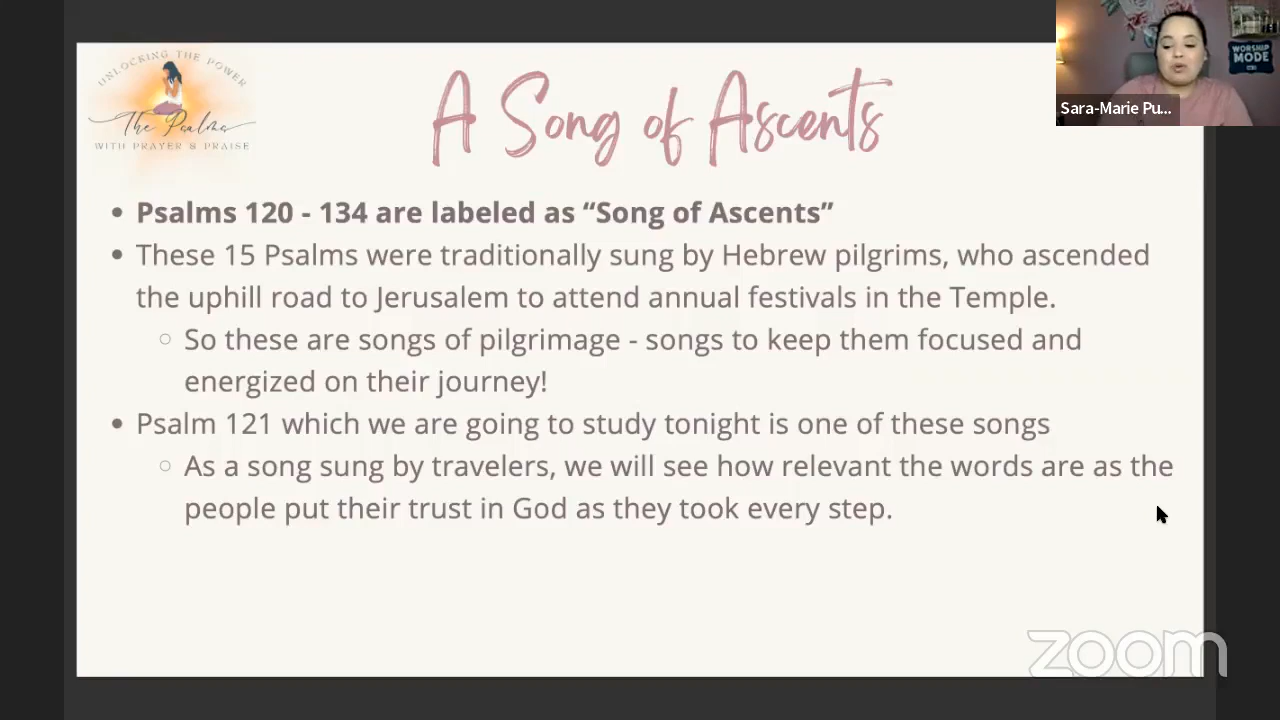 UNLOCKING THE POWER
The Psalms
WITH PRAYER & PRAISE
A Song of Ascents
WORSHIP
MODE
Sara-Marie Pu...
• Psalms 120 - 134 are labeled as “Song of Ascents”
• These 15 Psalms were traditionally sung by Hebrew pilgrims, who ascended
the uphill road to Jerusalem to attend annual festivals in the Temple.
○ So these are songs of pilgrimage - songs to keep them focused and
energized on their journey!
• Psalm 121 which we are going to study tonight is one of these songs
○ As a song sung by travelers, we will see how relevant the words are as the
people put their trust in God as they took every step.
zoom